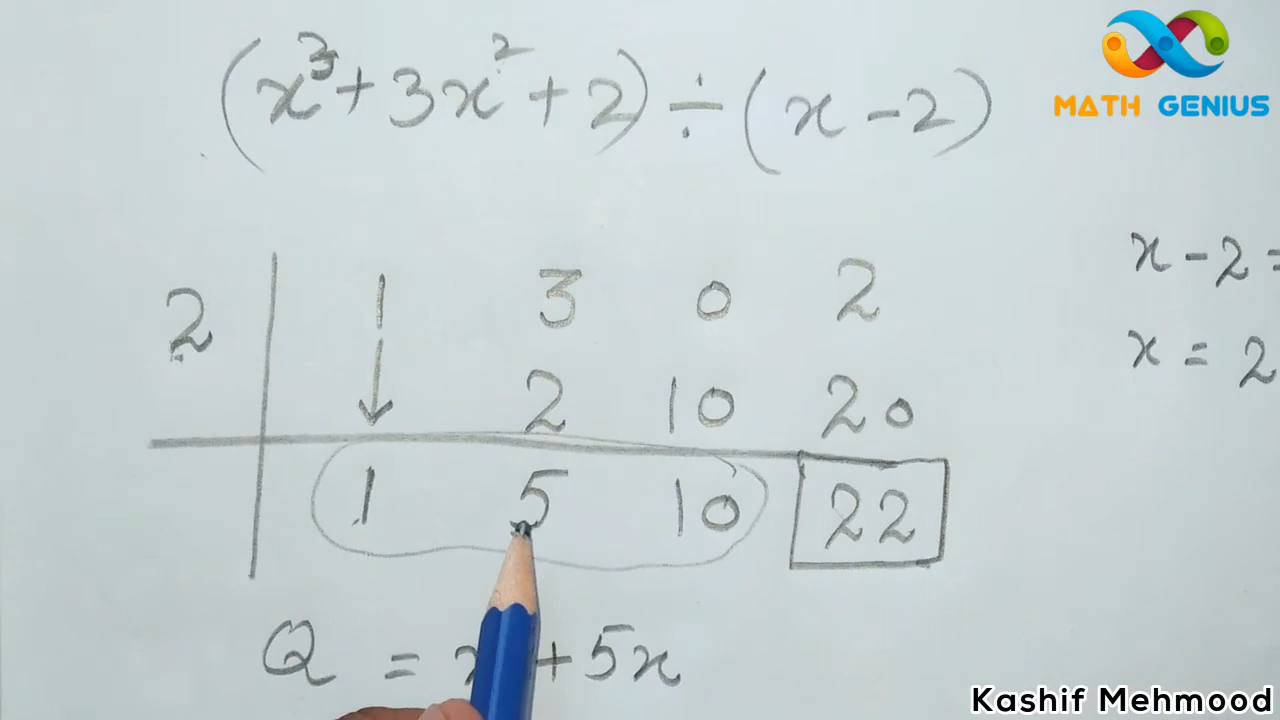 (x³+3x²+2)÷(x-2)
MATH GENIUS
x-2=
x=2
2 1 3 0 2
2 10 20
1 5 10 22
Q = x +5x
Kashif Mehmood